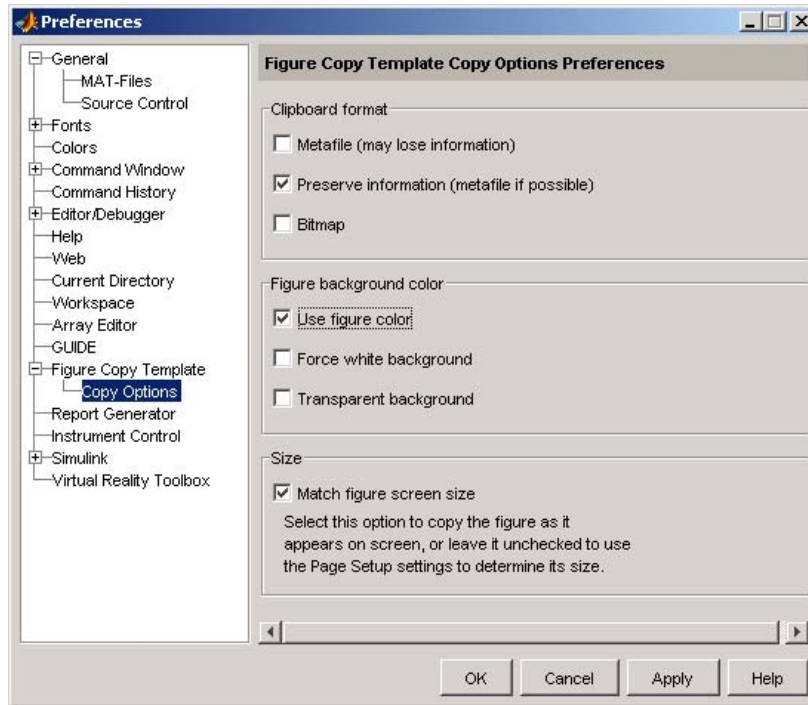 Preferences
General
MAT-Files
Source Control
Fonts
Colors
Command Window
Command History
Editor/Debugger
Help
Web
Current Directory
Workspace
Array Editor
GUIDE
Figure Copy Template
Copy Options
Report Generator
Instrument Control
Simulink
Virtual Reality Toolbox
Figure Copy Template Copy Options Preferences
Clipboard format
Metafile (may lose information)
Preserve information (metafile if possible)
Bitmap
Figure background color
Use figure color
Force white background
Transparent background
Size
Match figure screen size
Select this option to copy the figure as it
appears on screen, or leave it unchecked to use
the Page Setup settings to determine its size.
OK
Cancel
Apply
Help